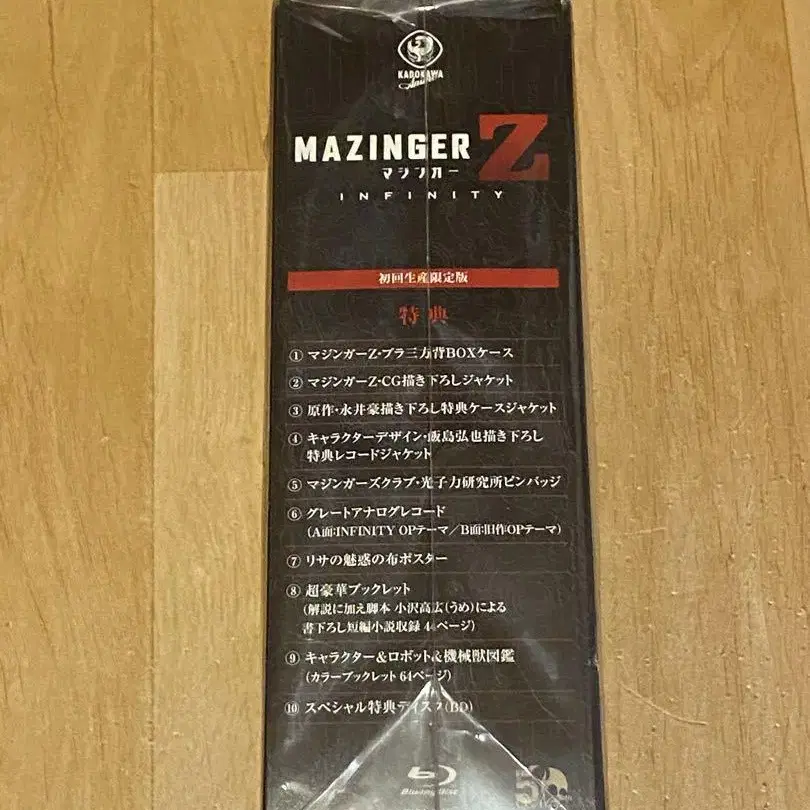 KADOKAWA
Anime
MAZINGER Z
マジンガー
INFINITY
初回生産限定版
特典
① マジンガーZ・プラ三方背BOXケース
② マジンガーZ・CG描き下ろしジャケット
③ 原作・永井豪描き下ろし特典ケースジャケット
④ キャラクターデザイン・飯島弘也描き下ろし
特典レコードジャケット
⑤ マジンガーズクラブ・光子力研究所ピンバッジ
⑥ グレートアナログレコード
(A面:INFINITY OPテーマ/B面:旧作OPテーマ)
⑦ リサの魅惑の布ポスター
⑧ 超豪華ブックレット
(解説に加え脚本 小沢高広(うめ)による
書下ろし短編小説収録 44ページ)
⑨ キャラクター&ロボット&機械獣図鑑
(カラーブックレット 64ページ)
⑩ スペシャル特典ディスク(BD)
Blu-ray Disc
50